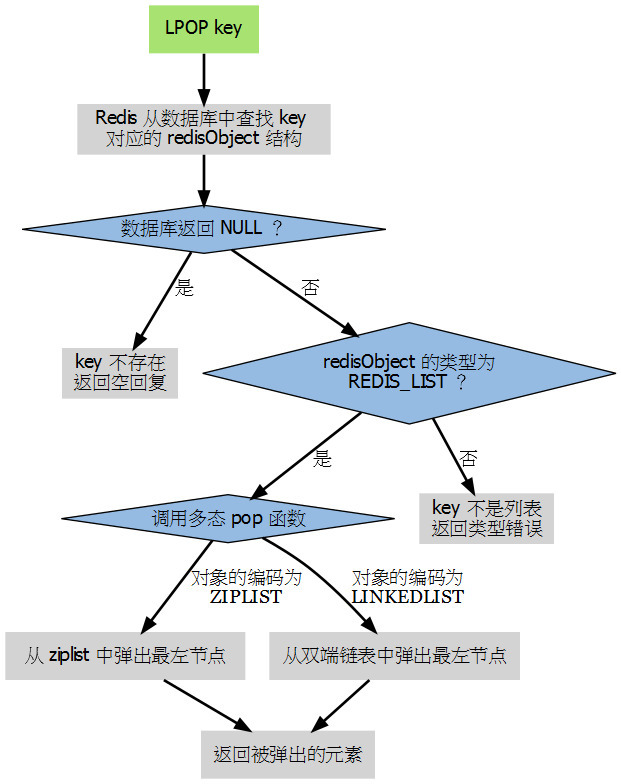 LPOP key
Redis 从数据库中查找 key
对应的 redisObject 结构
数据库返回 NULL ？
是
否
key 不存在
返回空回复
redisObject 的类型为
REDIS_LIST ？
是
否
key 不是列表
返回类型错误
调用多态 pop 函数
对象的编码为
ZIPLIST
对象的编码为
LINKEDLIST
从 ziplist 中弹出最左节点
从双端链表中弹出最左节点
返回被弹出的元素